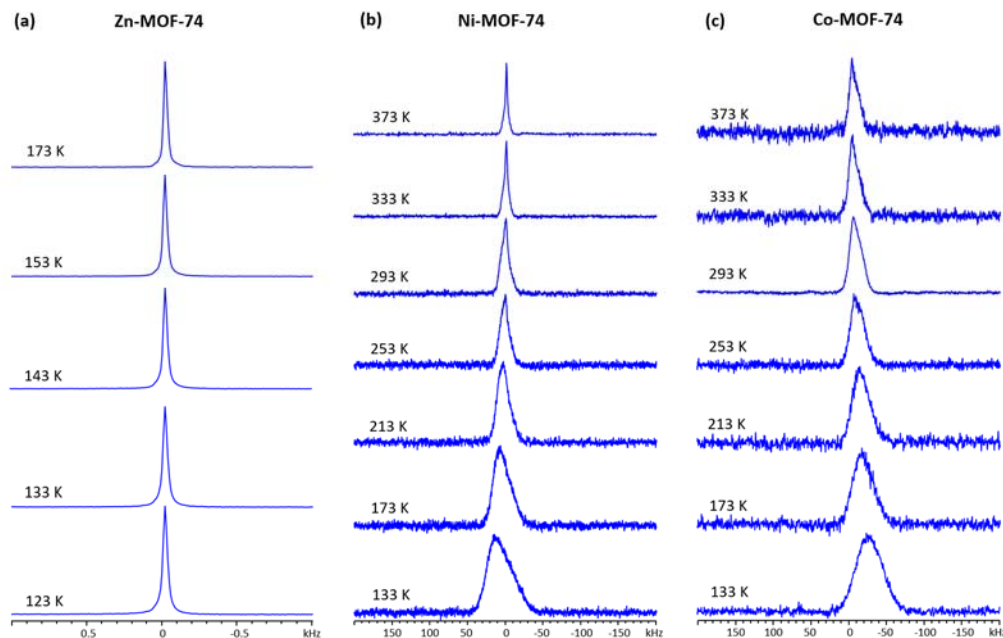 (a) Zn-MOF-74
173 K
153 K
143 K
133 K
123 K
0.5 0 -0.5 kHz
(b) Ni-MOF-74
373 K
333 K
293 K
253 K
213 K
173 K
133 K
150 100 50 0 -50 -100 -150 kHz
(c) Co-MOF-74
373 K
333 K
293 K
253 K
213 K
173 K
133 K
150 100 50 0 -50 -100 -150 kHz